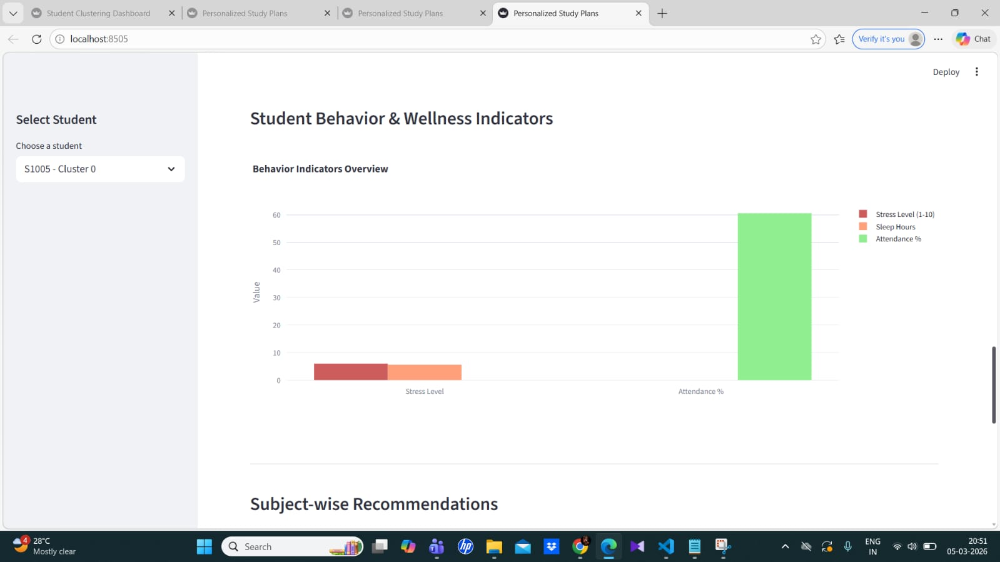 Student Clustering Dashboard
Personalized Study Plans
Personalized Study Plans
Personalized Study Plans
localhost:8505
Verify it's you
Chat
Deploy
Select Student
Choose a student
S1005 - Cluster 0
Student Behavior & Wellness Indicators
Behavior Indicators Overview
Value
60
50
40
30
20
10
0
Stress Level
Attendance %
Stress Level (1-10)
Sleep Hours
Attendance %
Subject-wise Recommendations
4
28°C
Mostly clear
Search
T
hp
ENG
IN
20:51
05-03-2026